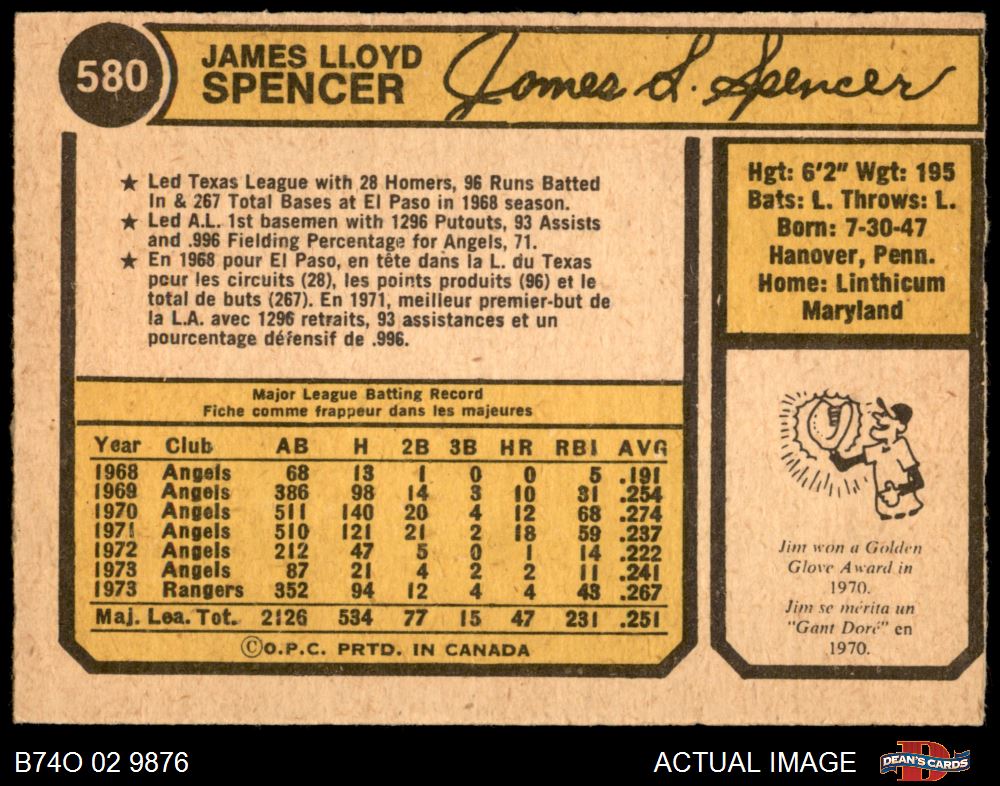 580
JAMES LLOYD
SPENCER
James L. Spencer
★ Led Texas League with 28 Homers, 96 Runs Batted
In & 267 Total Bases at El Paso in 1968 season.
★ Led A.L. 1st basemen with 1296 Putouts, 93 Assists
and .996 Fielding Percentage for Angels, 71.
★ En 1968 pour El Paso, en tête dans la L. du Texas
pour les circuits (28), les points produits (96) et le
total de buts (267). En 1971, meilleur premier-but de
la L.A. avec 1296 retraits, 93 assistances et un
pourcentage défensif de .996.
Hgt: 6'2" Wgt: 195
Bats: L. Throws: L.
Born: 7-30-47
Hanover, Penn.
Home: Linthicum
Maryland
Major League Batting Record
Fiche comme frappeur dans les majeures
Year Club AB H 2B 3B HR RBI AVG
1968 Angels 68 13 1 0 0 5 .191
1969 Angels 386 98 14 3 10 31 .254
1970 Angels 511 140 20 4 12 68 .274
1971 Angels 510 121 21 2 18 59 .237
1972 Angels 212 47 5 0 1 14 .222
1973 Angels 87 21 4 2 2 11 .241
1973 Rangers 352 94 12 4 4 43 .267
Maj. Lea. Tot. 2126 534 77 15 47 231 .251
©O.P.C. PRTD. IN CANADA
Jim won a Golden
Glove Award in
1970.
Jim se mérita un
"Gant Doré" en
1970.
B74O 02 9876
ACTUAL IMAGE
D
DEAN'S CARDS